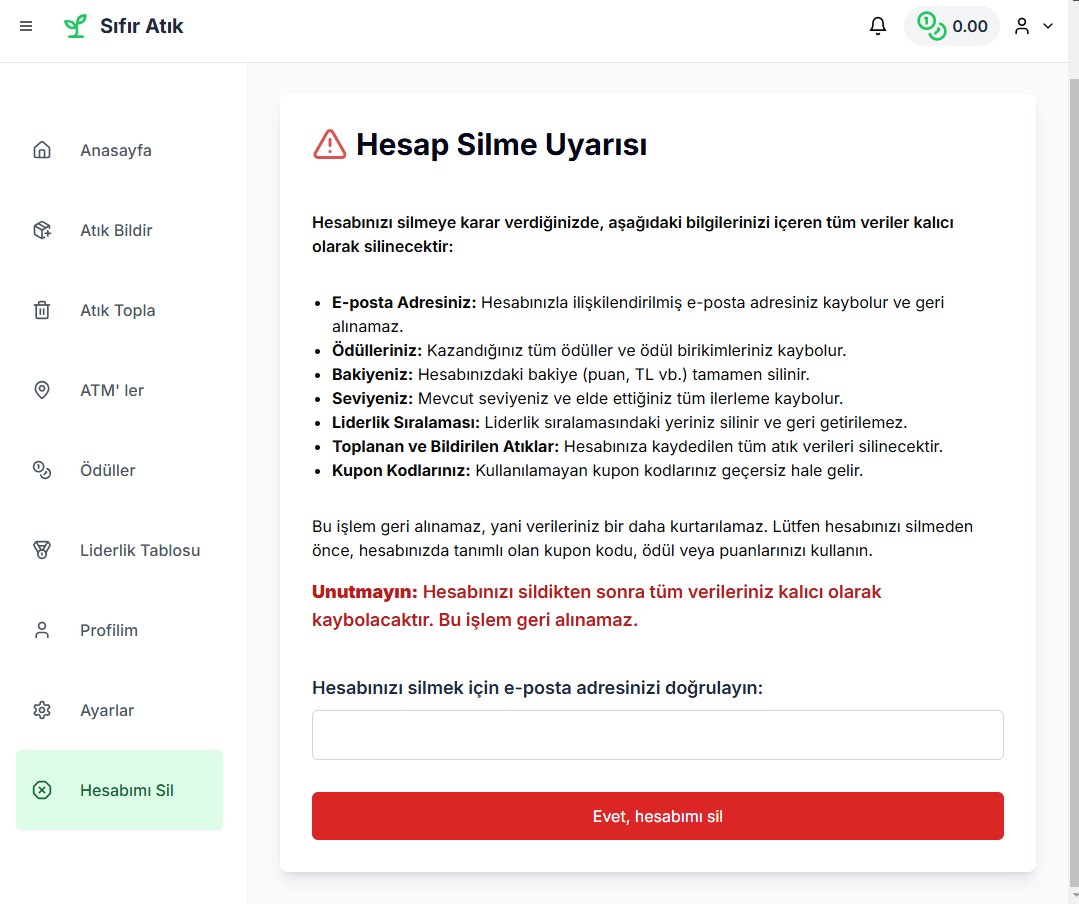 Sıfır Atık
0.00
Anasayfa
Atık Bildir
Atık Topla
ATM' ler
Ödüller
Liderlik Tablosu
Profilim
Ayarlar
Hesabımı Sil
Hesap Silme Uyarısı
Hesabınızı silmeye karar verdiğinizde, aşağıdaki bilgilerinizi içeren tüm veriler kalıcı
olarak silinecektir:
• E-posta Adresiniz: Hesabınızla ilişkilendirilmiş e-posta adresiniz kaybolur ve geri
alınamaz.
• Ödülleriniz: Kazandığınız tüm ödüller ve ödül birikimleriniz kaybolur.
• Bakiyeniz: Hesabınızdaki bakiye (puan, TL vb.) tamamen silinir.
• Seviyeniz: Mevcut seviyeniz ve elde ettiğiniz tüm ilerleme kaybolur.
• Liderlik Sıralaması: Liderlik sıralamasındaki yeriniz silinir ve geri getirilemez.
• Toplanan ve Bildirilen Atıklar: Hesabınıza kaydedilen tüm atık verileri silinecektir.
• Kupon Kodlarınız: Kullanılamayan kupon kodlarınız geçersiz hale gelir.
Bu işlem geri alınamaz, yani verileriniz bir daha kurtarılamaz. Lütfen hesabınızı silmeden
önce, hesabınızda tanımlı olan kupon kodu, ödül veya puanlarınızı kullanın.
Unutmayın: Hesabınızı sildikten sonra tüm verileriniz kalıcı olarak
kaybolacaktır. Bu işlem geri alınamaz.
Hesabınızı silmek için e-posta adresinizi doğrulayın:
Evet, hesabımı sil